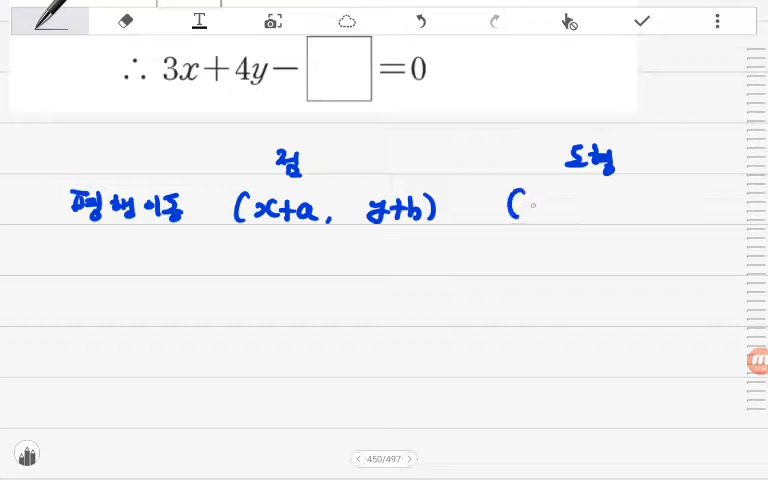 T
∴ 3x+4y− □ =0
점 도형
평행이동 (x+a, y+b) (
450/497